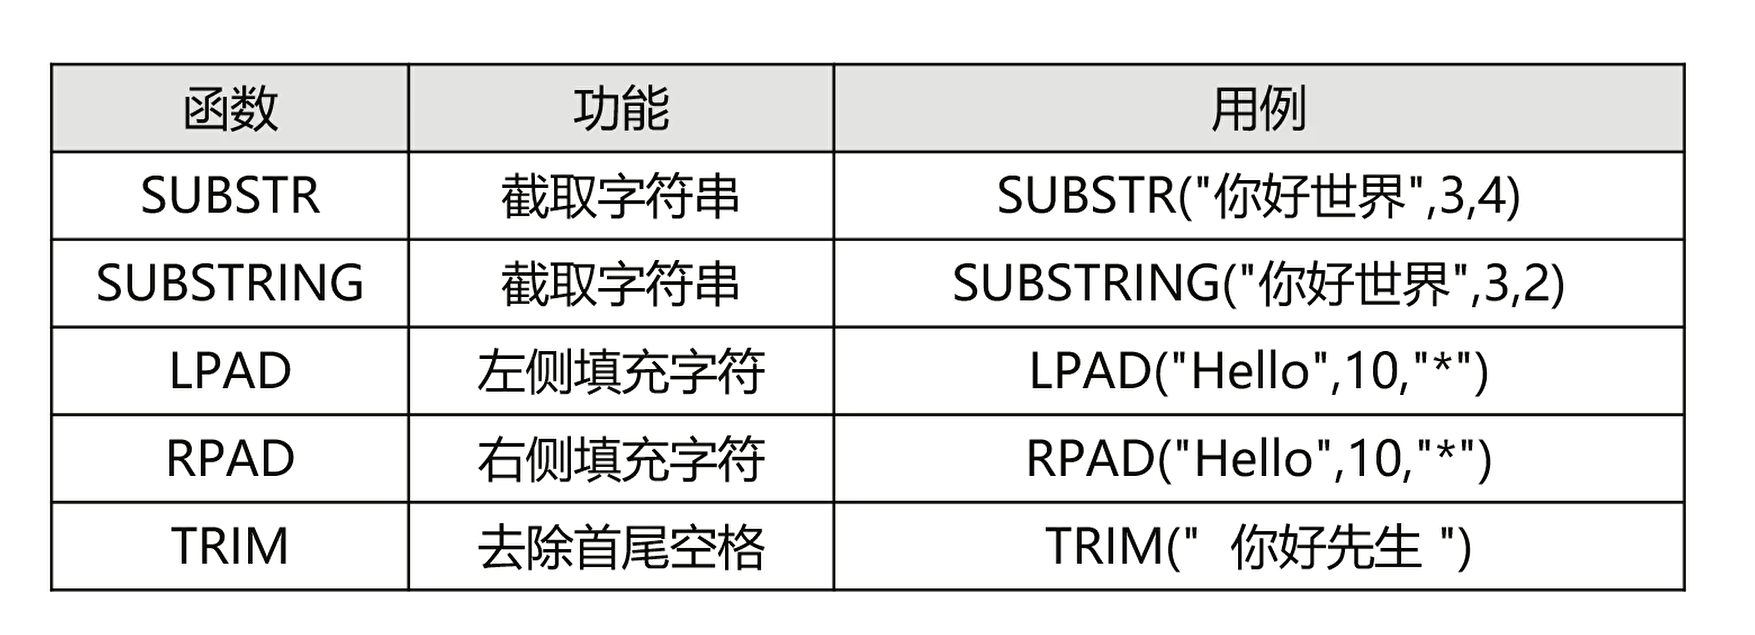 函数 功能 用例
SUBSTR 截取字符串 SUBSTR("你好世界",3,4)
SUBSTRING 截取字符串 SUBSTRING("你好世界",3,2)
LPAD 左侧填充字符 LPAD("Hello",10,"*")
RPAD 右侧填充字符 RPAD("Hello",10,"*")
TRIM 去除首尾空格 TRIM("  你好先生 ")